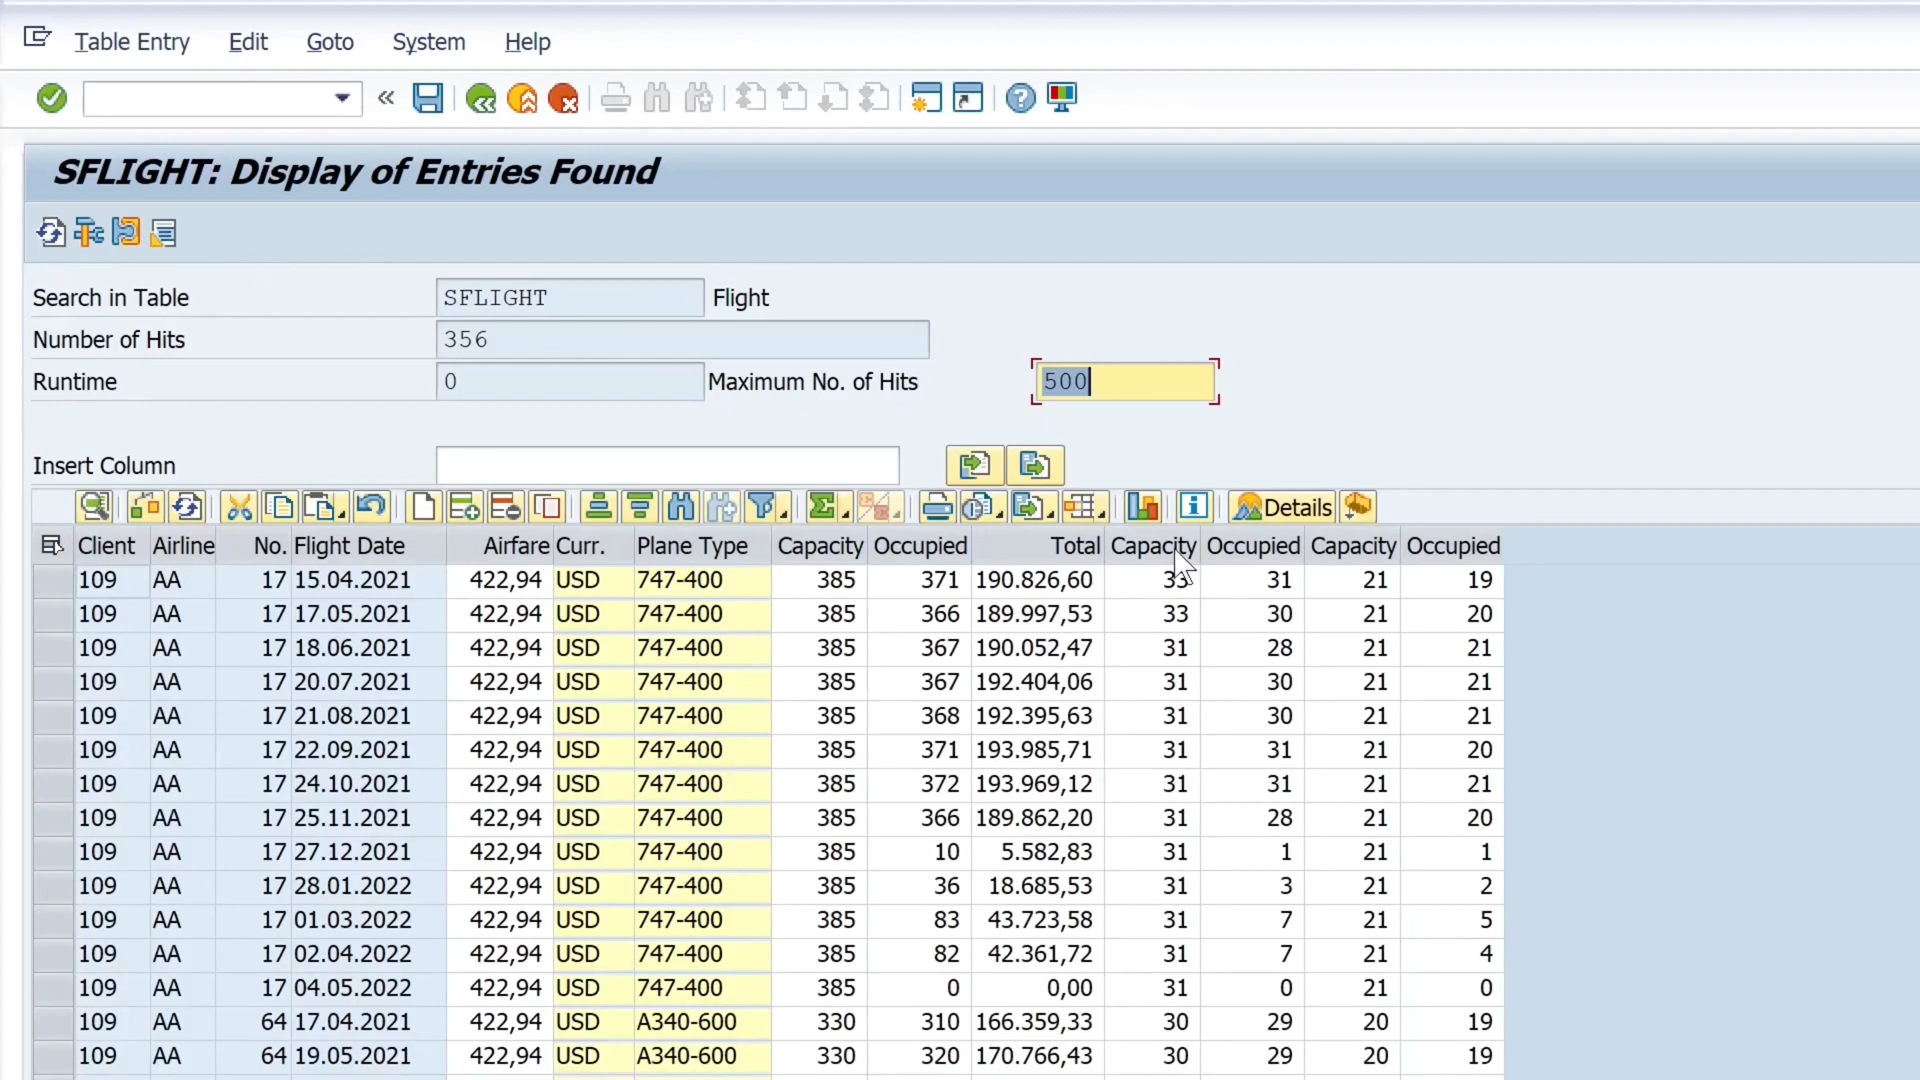 Table Entry Edit Goto System Help
SFLIGHT: Display of Entries Found
Search in Table SFLIGHT Flight
Number of Hits 356
Runtime 0 Maximum No. of Hits 500
Insert Column
Details
Client Airline No. Flight Date Airfare Curr. Plane Type Capacity Occupied Total Capacity Occupied Capacity Occupied
109 AA 17 15.04.2021 422,94 USD 747-400 385 371 190.826,60 33 31 21 19
109 AA 17 17.05.2021 422,94 USD 747-400 385 366 189.997,53 33 30 21 20
109 AA 17 18.06.2021 422,94 USD 747-400 385 367 190.052,47 31 28 21 21
109 AA 17 20.07.2021 422,94 USD 747-400 385 367 192.404,06 31 30 21 21
109 AA 17 21.08.2021 422,94 USD 747-400 385 368 192.395,63 31 30 21 21
109 AA 17 22.09.2021 422,94 USD 747-400 385 371 193.985,71 31 31 21 20
109 AA 17 24.10.2021 422,94 USD 747-400 385 372 193.969,12 31 31 21 21
109 AA 17 25.11.2021 422,94 USD 747-400 385 366 189.862,20 31 28 21 20
109 AA 17 27.12.2021 422,94 USD 747-400 385 10 5.582,83 31 1 21 1
109 AA 17 28.01.2022 422,94 USD 747-400 385 36 18.685,53 31 3 21 2
109 AA 17 01.03.2022 422,94 USD 747-400 385 83 43.723,58 31 7 21 5
109 AA 17 02.04.2022 422,94 USD 747-400 385 82 42.361,72 31 7 21 4
109 AA 17 04.05.2022 422,94 USD 747-400 385 0 0,00 31 0 21 0
109 AA 64 17.04.2021 422,94 USD A340-600 330 310 166.359,33 30 29 20 19
109 AA 64 19.05.2021 422,94 USD A340-600 330 320 170.766,43 30 29 20 19